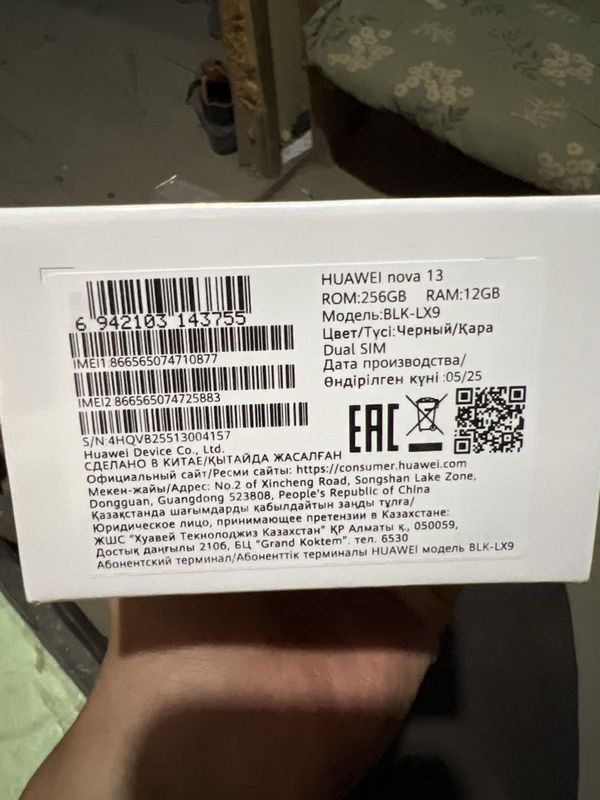 HUAWEI nova 13
ROM:256GB RAM:12GB
Модель:BLK-LX9
Цвет/Түсі:Черный/Қара
Dual SIM
Дата производства/
Өндірілген күні :05/25
6 942103 143755
IMEI1:866565074710877
IMEI2:866565074725883
S/N:4HQVB25513004157
EAC
Huawei Device Co., Ltd.
СДЕЛАНО В КИТАЕ/ҚЫТАЙДА ЖАСАЛҒАН
Официальный сайт/Ресми сайты: https://consumer.huawei.com
Мекен-жайы/Адрес: No.2 of Xincheng Road, Songshan Lake Zone,
Dongguan, Guangdong 523808, People's Republic of China
Қазақстанда шағымдарды қабылдайтын заңды тұлға/
Юридическое лицо, принимающее претензии в Казахстане:
ЖШС "Хуавей Текнолоджиз Казахстан" ҚР Алматы қ., 050059,
Достық даңғылы 210б, БЦ "Grand Koktem". тел. 6530
Абонентский терминал/Абоненттік терминалы HUAWEI модель BLK-LX9